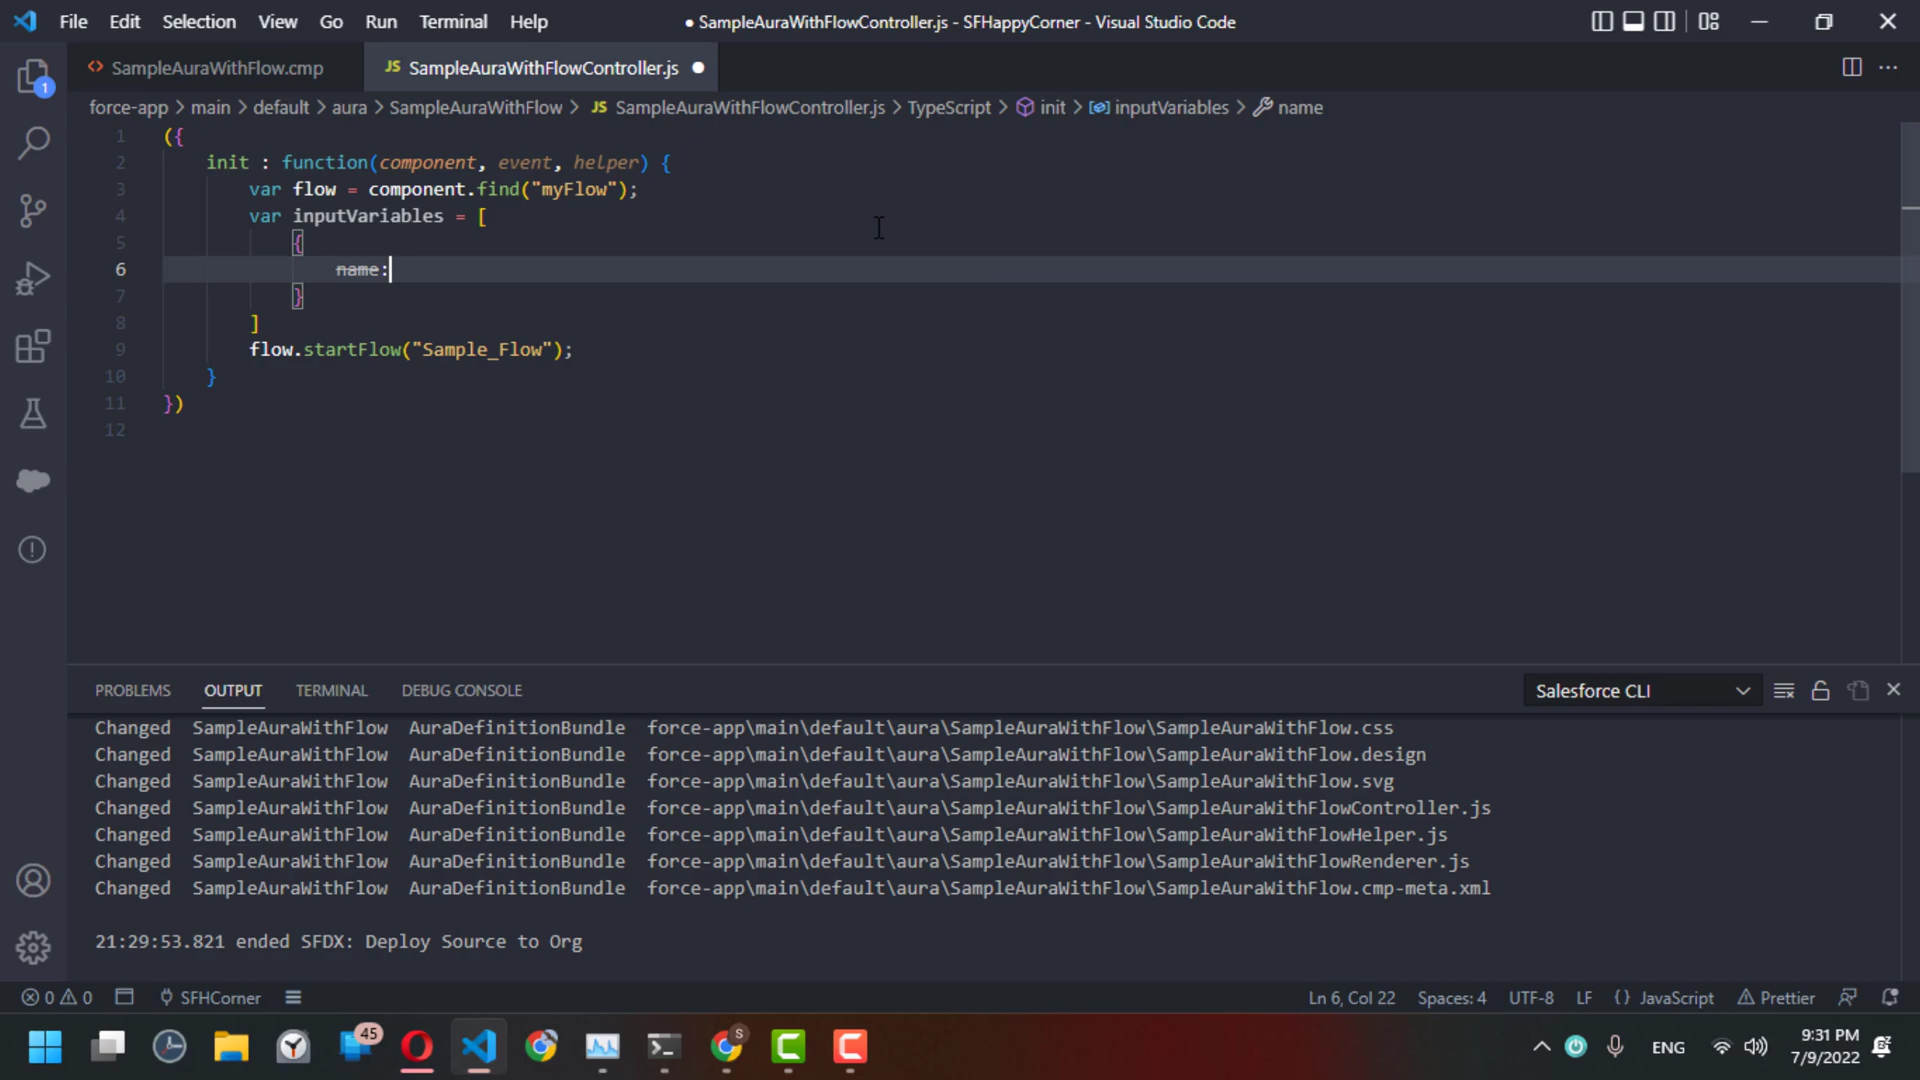 File Edit Selection View Go Run Terminal Help ● SampleAuraWithFlowController.js - SFHappyCorner - Visual Studio Code
1 <> SampleAuraWithFlow.cmp JS SampleAuraWithFlowController.js ●
force-app > main > default > aura > SampleAuraWithFlow > JS SampleAuraWithFlowController.js > TypeScript > init > inputVariables > name
1 ({
2 init : function(component, event, helper) {
3 var flow = component.find("myFlow");
4 var inputVariables = [
5 {
6 name:
7 }
8 ]
9 flow.startFlow("Sample_Flow");
10 }
11 })
12
PROBLEMS OUTPUT TERMINAL DEBUG CONSOLE Salesforce CLI
Changed SampleAuraWithFlow AuraDefinitionBundle force-app\main\default\aura\SampleAuraWithFlow\SampleAuraWithFlow.css
Changed SampleAuraWithFlow AuraDefinitionBundle force-app\main\default\aura\SampleAuraWithFlow\SampleAuraWithFlow.design
Changed SampleAuraWithFlow AuraDefinitionBundle force-app\main\default\aura\SampleAuraWithFlow\SampleAuraWithFlow.svg
Changed SampleAuraWithFlow AuraDefinitionBundle force-app\main\default\aura\SampleAuraWithFlow\SampleAuraWithFlowController.js
Changed SampleAuraWithFlow AuraDefinitionBundle force-app\main\default\aura\SampleAuraWithFlow\SampleAuraWithFlowHelper.js
Changed SampleAuraWithFlow AuraDefinitionBundle force-app\main\default\aura\SampleAuraWithFlow\SampleAuraWithFlowRenderer.js
Changed SampleAuraWithFlow AuraDefinitionBundle force-app\main\default\aura\SampleAuraWithFlow\SampleAuraWithFlow.cmp-meta.xml
21:29:53.821 ended SFDX: Deploy Source to Org
0 0 SFHCorner Ln 6, Col 22 Spaces: 4 UTF-8 LF {} JavaScript Prettier
45 S ENG 9:31 PM
7/9/2022